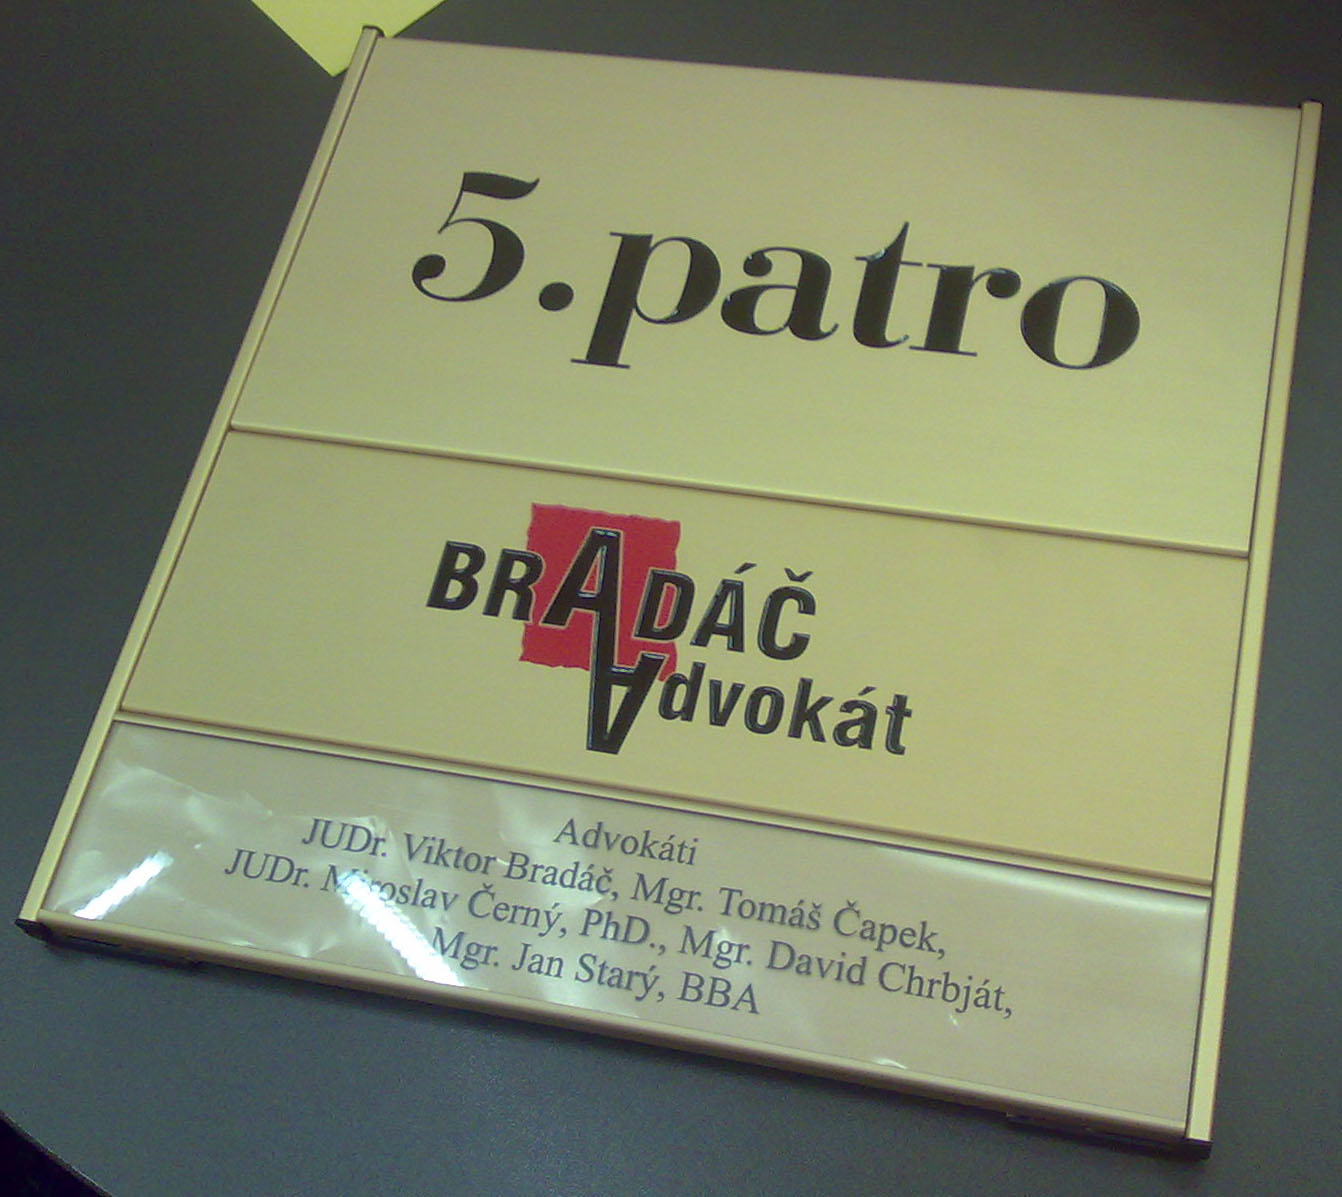 5.patro
BRADÁČ
Advokát
Advokáti
JUDr. Viktor Bradáč, Mgr. Tomáš Čapek,
JUDr. Miroslav Černý, PhD., Mgr. David Chrbját,
Mgr. Jan Starý, BBA